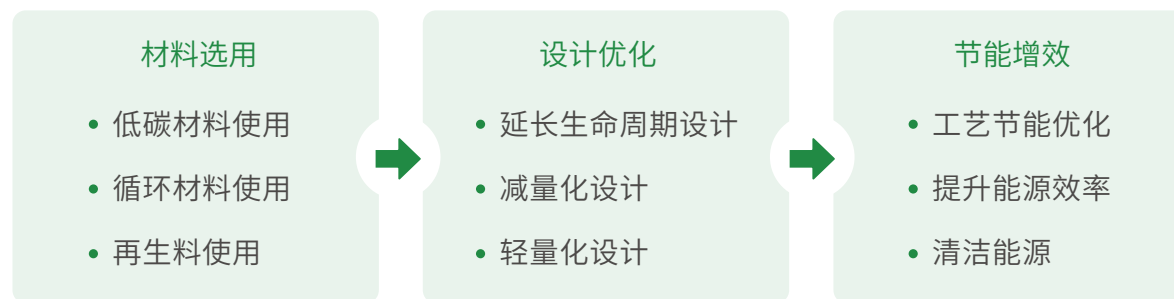 材料选用
低碳材料使用
循环材料使用
再生料使用
设计优化
延长生命周期设计
减量化设计
轻量化设计
节能增效
工艺节能优化
提升能源效率
清洁能源